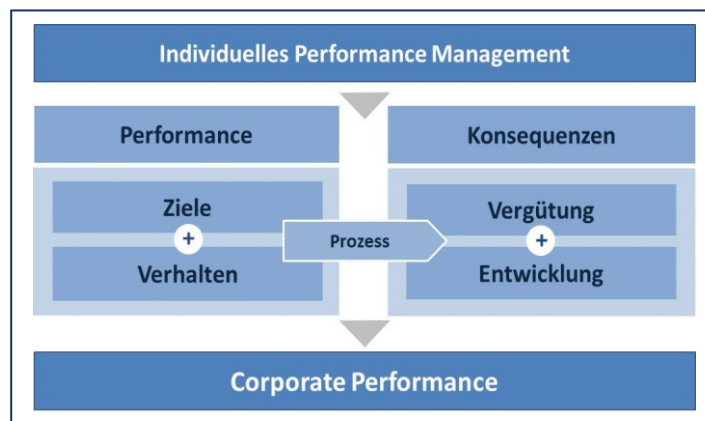 Individuelles Performance Management
Performance
Konsequenzen
Ziele
+
Verhalten
Prozess
Vergütung
+
Entwicklung
Corporate Performance